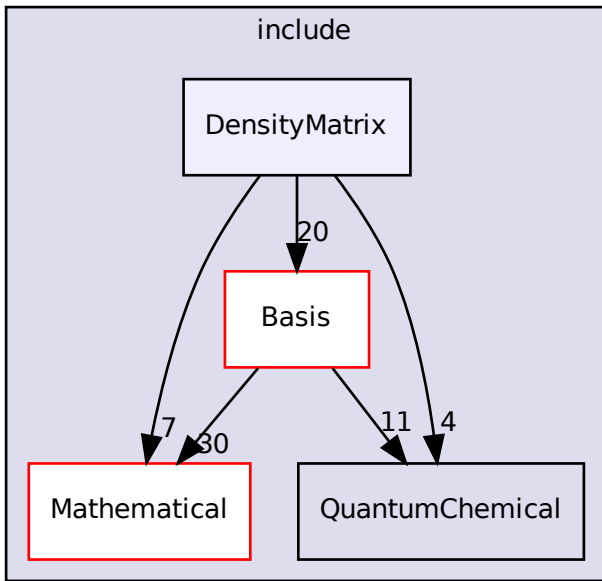 include
DensityMatrix
20
Basis
7
30
11
4
Mathematical
QuantumChemical